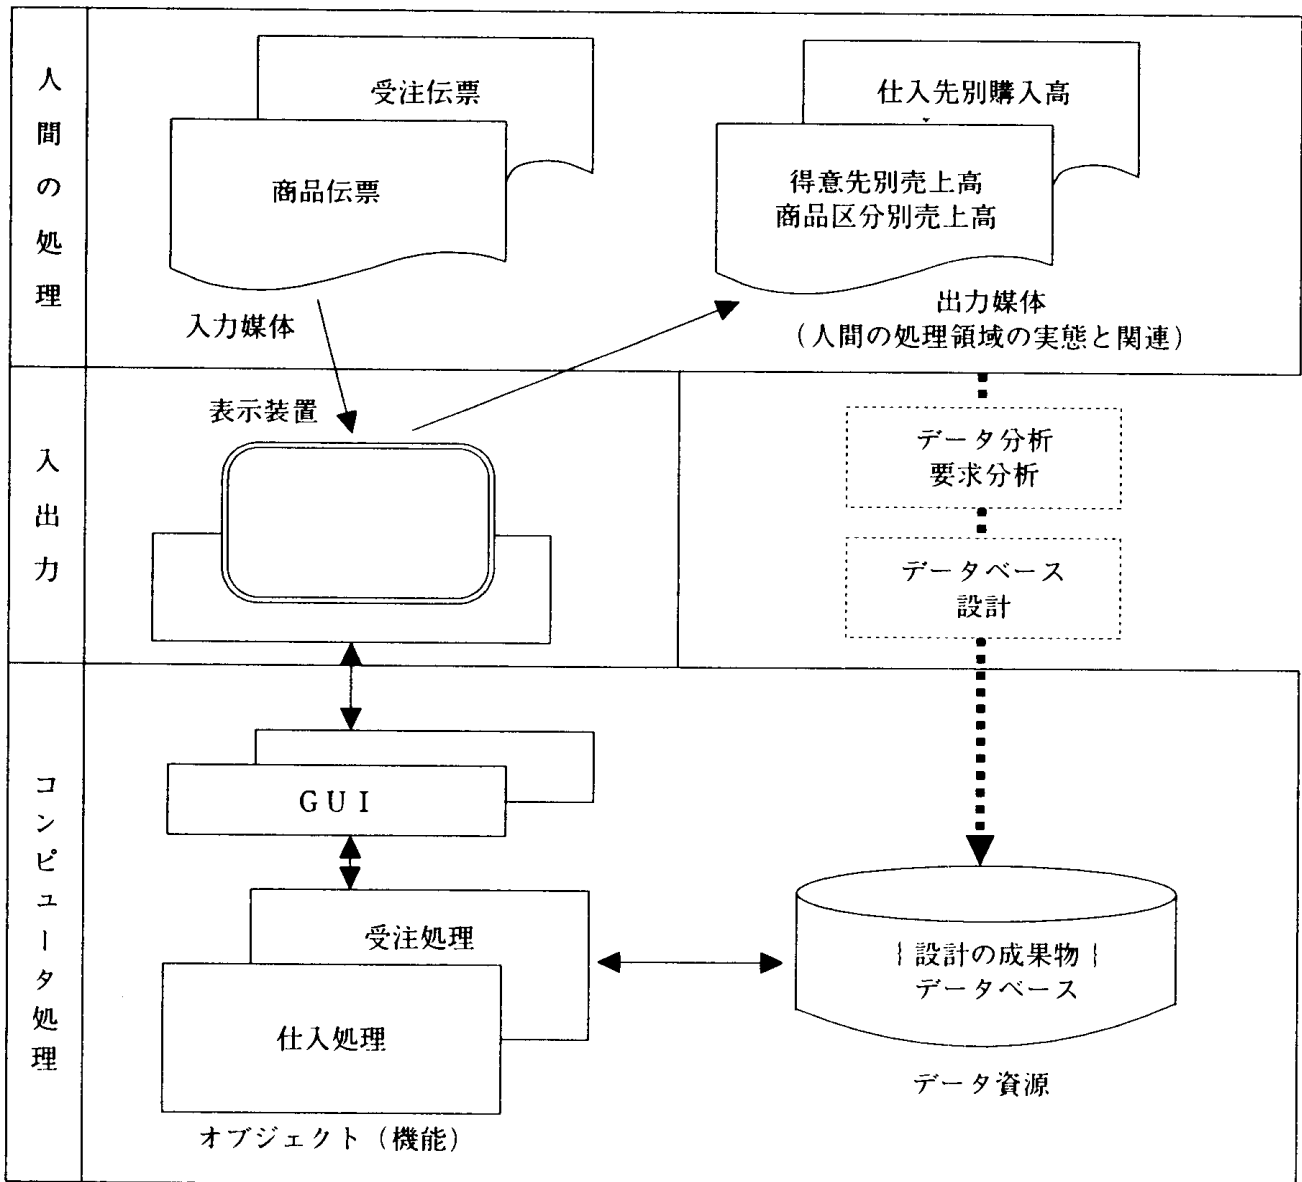 人間の処理
受注伝票
商品伝票
入力媒体
仕入先別購入高
得意先別売上高
商品区分別売上高
出力媒体
(人間の処理領域の実態と関連)
入出力
表示装置
データ分析
要求分析
データベース
設計
コンピュータ処理
GUI
受注処理
仕入処理
オブジェクト(機能)
{設計の成果物}
データベース
データ資源